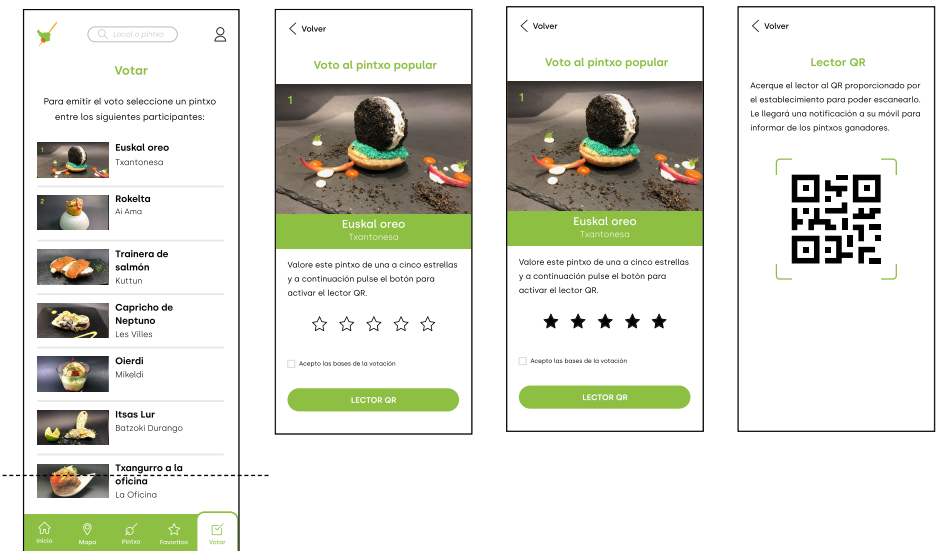 Local o pintxo
Votar
Para emitir el voto seleccione un pintxo
entre los siguientes participantes:
1
Euskal oreo
Txantonesa
2
Rokelta
Ai Ama
Trainera de
salmón
Kuttun
Capricho de
Neptuno
Les Villes
Oierdi
Mikeldi
Itsas Lur
Batzoki Durango
Txangurro a la
oficina
La Oficina
Inicio
Mapa
Pintxo
Favoritos
Votar
Volver
Voto al pintxo popular
1
Euskal oreo
Txantonesa
Valore este pintxo de una a cinco estrellas
y a continuación pulse el botón para
activar el lector QR.
Acepto las bases de la votación
LECTOR QR
Volver
Voto al pintxo popular
1
Euskal oreo
Txantonesa
Valore este pintxo de una a cinco estrellas
y a continuación pulse el botón para
activar el lector QR.
Acepto las bases de la votación
LECTOR QR
Volver
Lector QR
Acerque el lector al QR proporcionado por
el establecimiento para poder escanearlo.
Le llegará una notificación a su móvil para
informar de los pintxos ganadores.